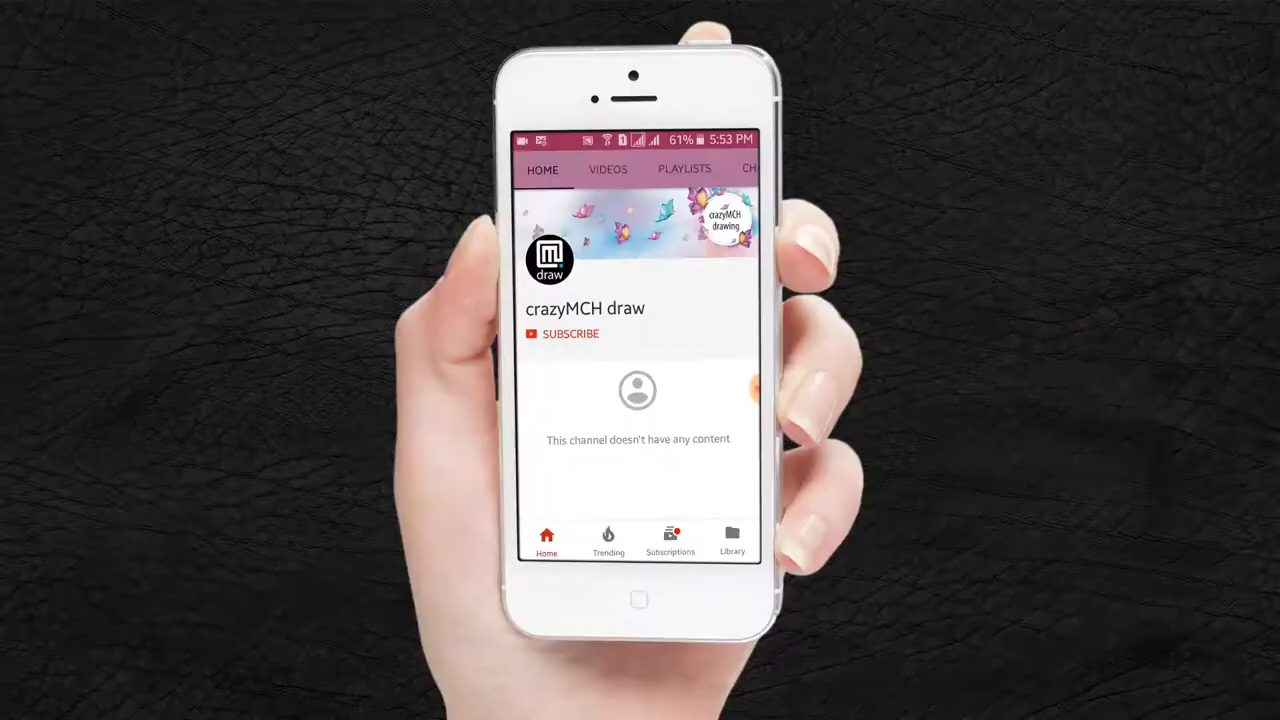 61% 5:53 PM
HOME VIDEOS PLAYLISTS CH
crazyMCH
drawing
draw
crazyMCH draw
SUBSCRIBE
This channel doesn't have any content
Home Trending Subscriptions Library